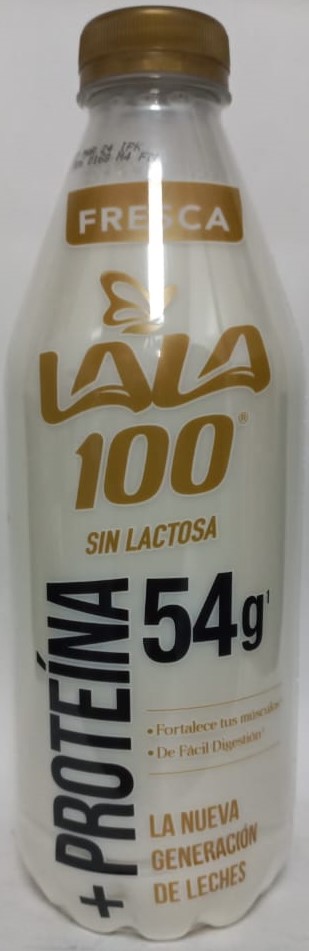 FRESCA
LALA
100®
SIN LACTOSA
+ PROTEÍNA
54g¹
• Fortalece tus músculos
• De Fácil Digestión
LA NUEVA
GENERACIÓN
DE LECHES